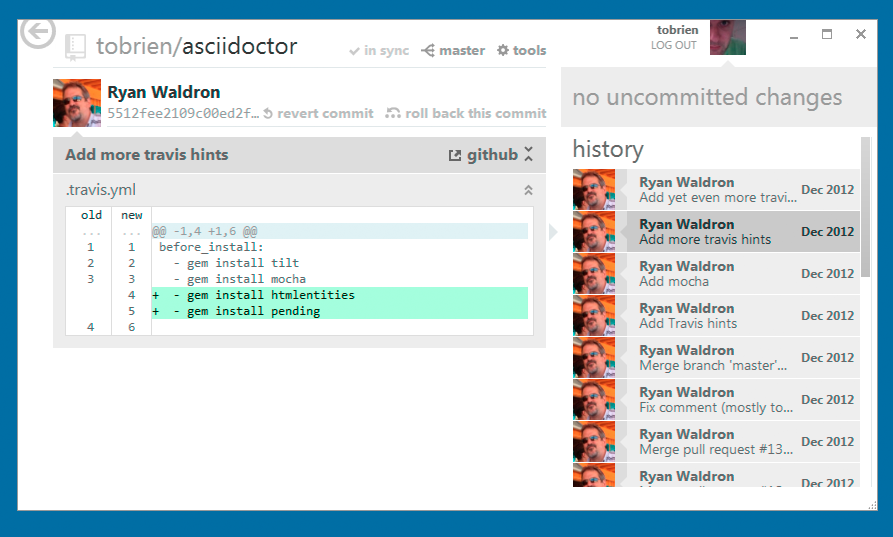 tobrien/asciidoctor
in sync master tools
tobrien
LOG OUT
Ryan Waldron
5512fee2109c00ed2f... revert commit roll back this commit
Add more travis hints github
.travis.yml
old new
... ... @@ -1,4 +1,6 @@
1 1 before_install:
2 2 - gem install tilt
3 3 - gem install mocha
4 + - gem install htmlentities
5 + - gem install pending
4 6
no uncommitted changes
history
Ryan Waldron
Add yet even more travi... Dec 2012
Ryan Waldron
Add more travis hints Dec 2012
Ryan Waldron
Add mocha Dec 2012
Ryan Waldron
Add Travis hints Dec 2012
Ryan Waldron
Merge branch 'master'... Dec 2012
Ryan Waldron
Fix comment (mostly to... Dec 2012
Ryan Waldron
Merge pull request #13... Dec 2012
Ryan Waldron
Dec 2012